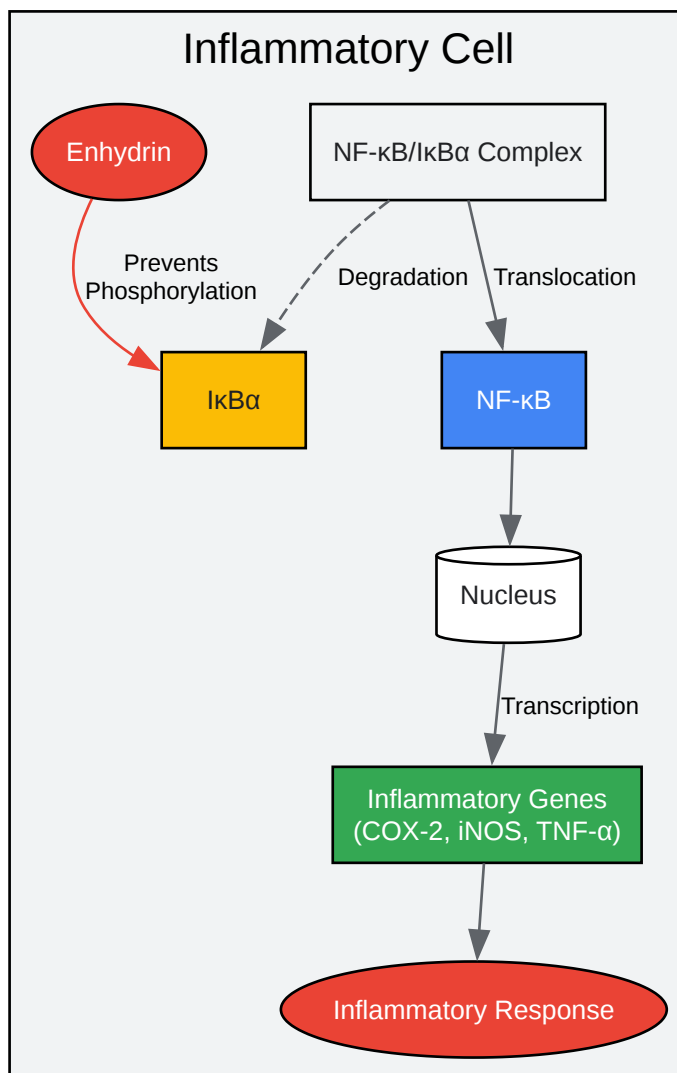 Inflammatory Cell
Enhydrin
NF-κB/IκBα Complex
Prevents
Phosphorylation
Degradation
Translocation
IκBα
NF-κB
Nucleus
Transcription
Inflammatory Genes
(COX-2, iNOS, TNF-α)
Inflammatory Response